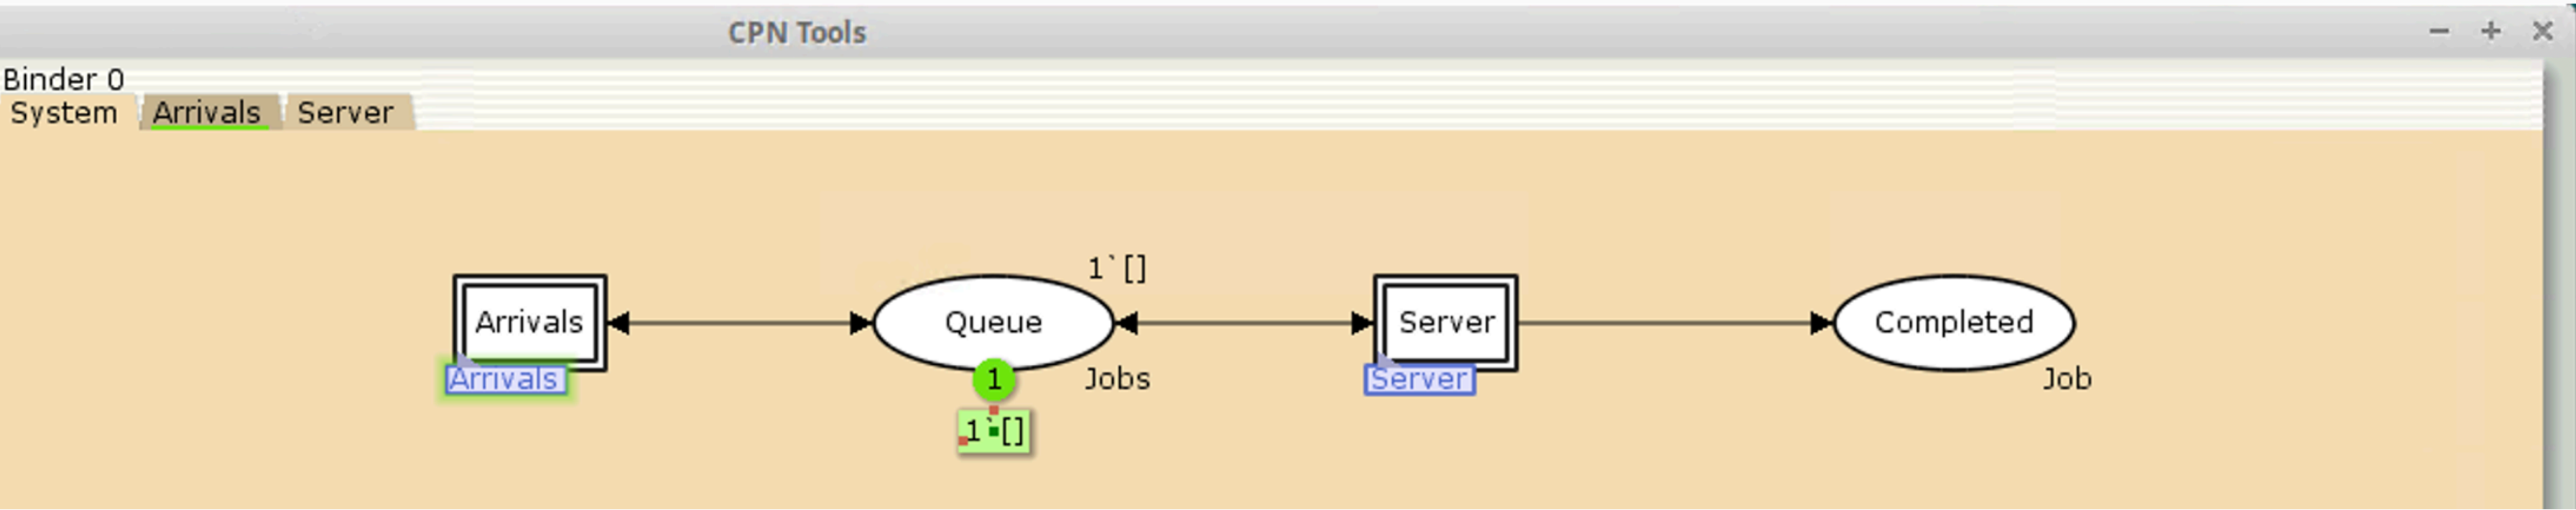 CPN Tools
Binder 0
System Arrivals Server
1`[]
Arrivals Queue Server Completed
Arrivals 1 Jobs Server Job
1`[]